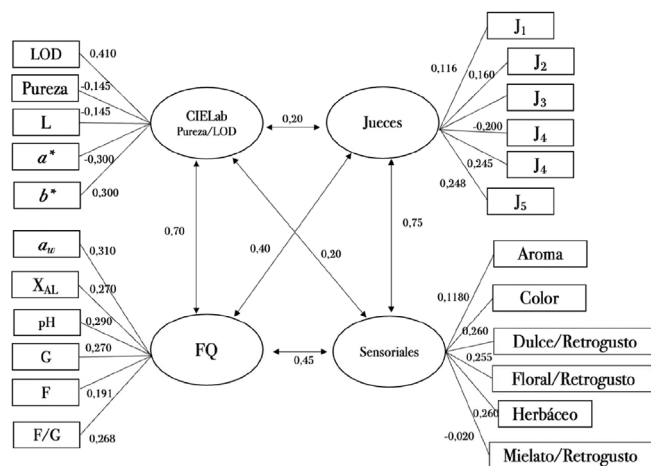 LOD
0,410
Pureza
-0,145
L
-0,145
a*
-0,300
b*
0,300
CIELab
Pureza/LOD
0,20
Jueces
J1
0,116
J2
0,160
J3
J4
-0,200
J4
0,245
J5
0,248
0,70
0,40
0,20
0,75
aw
0,310
XAL
0,270
pH
0,290
G
0,270
F
0,191
F/G
0,268
FQ
0,45
Sensoriales
Aroma
0,1180
Color
0,260
Dulce/Retrogusto
0,255
Floral/Retrogusto
Herbáceo
0,260
-0,020
Mielato/Retrogusto